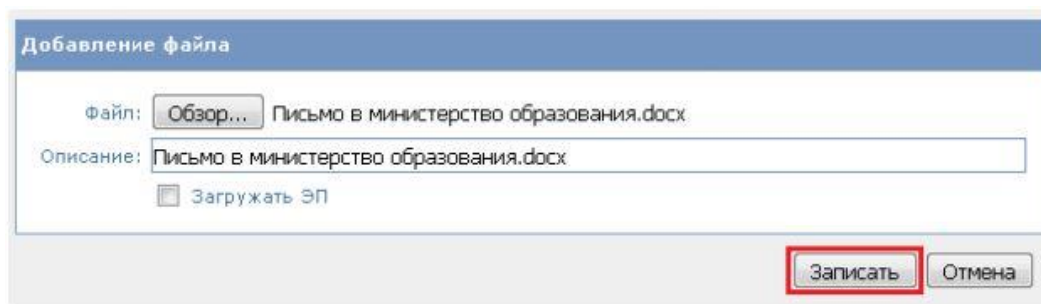 Добавление файла
Файл: Обзор... Письмо в министерство образования.docx
Описание: Письмо в министерство образования.docx
Загружать ЭП
Записать Отмена